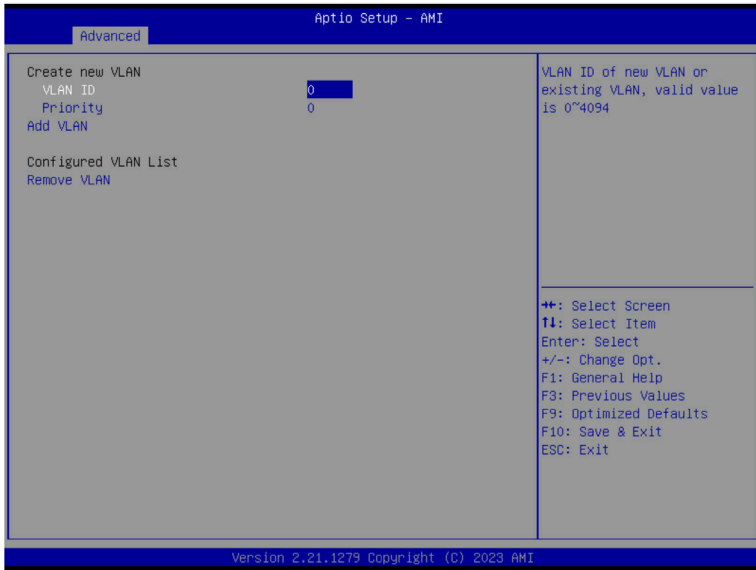 Aptio Setup – AMI
Advanced
Create new VLAN
VLAN ID 0
Priority 0
Add VLAN
Configured VLAN List
Remove VLAN
VLAN ID of new VLAN or
existing VLAN, valid value
is 0~4094
→←: Select Screen
↑↓: Select Item
Enter: Select
+/-: Change Opt.
F1: General Help
F3: Previous Values
F9: Optimized Defaults
F10: Save & Exit
ESC: Exit
Version 2.21.1279 Copyright (C) 2023 AMI